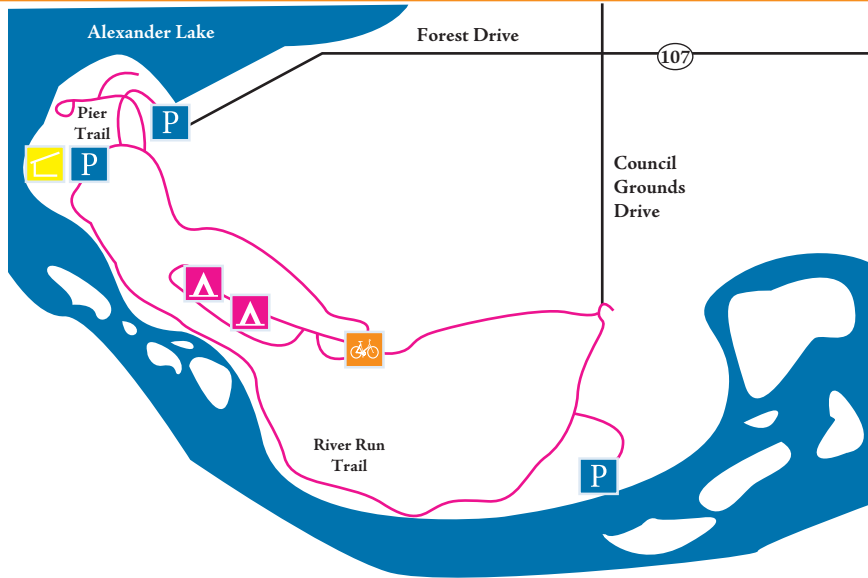 Alexander Lake
Forest Drive
107
Pier
Trail
P
P
Council
Grounds
Drive
River Run
Trail
P